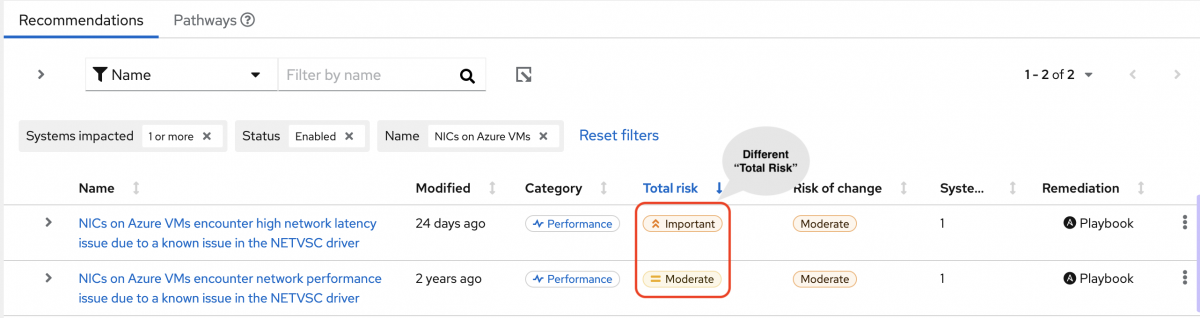 Recommendations Pathways
Name Filter by name 1 - 2 of 2
Systems impacted 1 or more Status Enabled Name NICs on Azure VMs Reset filters
Different
“Total Risk”
Name Modified Category Total risk Risk of change Syste... Remediation
NICs on Azure VMs encounter high network latency 24 days ago Performance Important Moderate 1 Playbook
issue due to a known issue in the NETVSC driver
NICs on Azure VMs encounter network performance 2 years ago Performance Moderate Moderate 1 Playbook
issue due to a known issue in the NETVSC driver